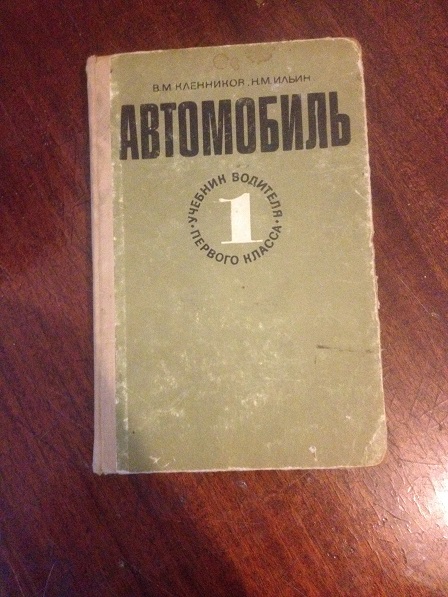 В.М. КЛЕННИКОВ, Н.М. ИЛЬИН
АВТОМОБИЛЬ
• УЧЕБНИК ВОДИТЕЛЯ •
ПЕРВОГО КЛАССА
1